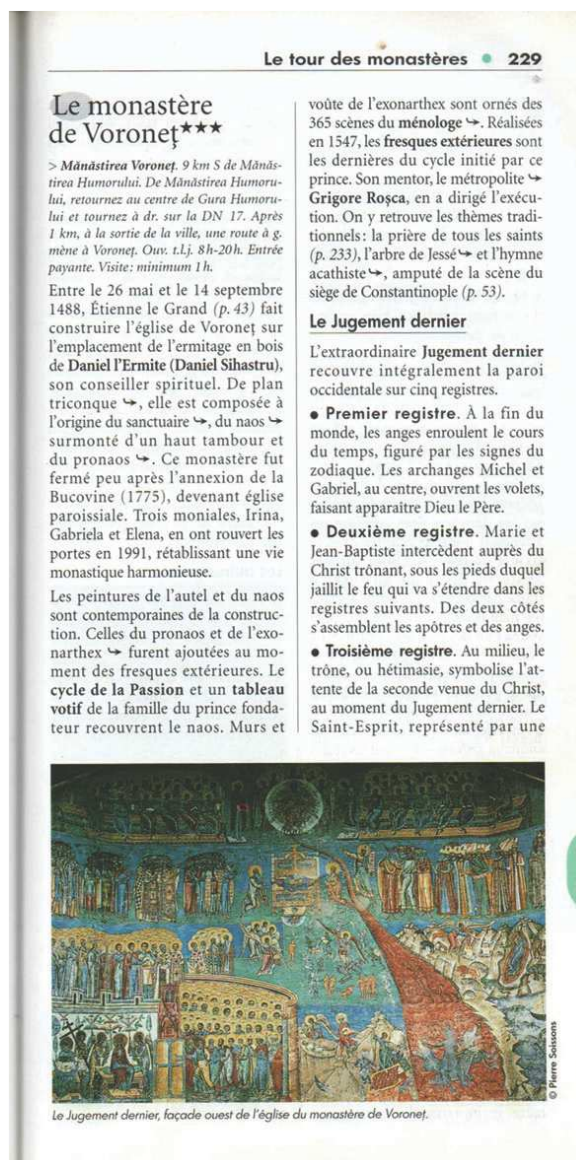 Le tour des monastères • 229
Le monastère
de Voroneţ★★★
> Mănăstirea Voroneţ. 9 km S de Mănăs-
tirea Humorului. De Mănăstirea Humoru-
lui, retournez au centre de Gura Humoru-
lui et tournez à dr. sur la DN 17. Après
1 km, à la sortie de la ville, une route à g.
mène à Voroneţ. Ouv. t.l.j. 8h-20h. Entrée
payante. Visite: minimum 1h.
Entre le 26 mai et le 14 septembre
1488, Étienne le Grand (p. 43) fait
construire l'église de Voroneţ sur
l'emplacement de l'ermitage en bois
de Daniel l'Ermite (Daniel Sihastru),
son conseiller spirituel. De plan
triconque ↪, elle est composée à
l'origine du sanctuaire ↪, du naos ↪
surmonté d'un haut tambour et
du pronaos ↪. Ce monastère fut
fermé peu après l'annexion de la
Bucovine (1775), devenant église
paroissiale. Trois moniales, Irina,
Gabriela et Elena, en ont rouvert les
portes en 1991, rétablissant une vie
monastique harmonieuse.
Les peintures de l'autel et du naos
sont contemporaines de la construc-
tion. Celles du pronaos et de l'exo-
narthex ↪ furent ajoutées au mo-
ment des fresques extérieures. Le
cycle de la Passion et un tableau
votif de la famille du prince fonda-
teur recouvrent le naos. Murs et
voûte de l'exonarthex sont ornés des
365 scènes du ménologe ↪. Réalisées
en 1547, les fresques extérieures sont
les dernières du cycle initié par ce
prince. Son mentor, le métropolite ↪
Grigore Roşca, en a dirigé l'exécu-
tion. On y retrouve les thèmes tradi-
tionnels: la prière de tous les saints
(p. 233), l'arbre de Jessé ↪ et l'hymne
acathiste ↪, amputé de la scène du
siège de Constantinople (p. 53).
Le Jugement dernier
L'extraordinaire Jugement dernier
recouvre intégralement la paroi
occidentale sur cinq registres.
• Premier registre. À la fin du
monde, les anges enroulent le cours
du temps, figuré par les signes du
zodiaque. Les archanges Michel et
Gabriel, au centre, ouvrent les volets,
faisant apparaître Dieu le Père.
• Deuxième registre. Marie et
Jean-Baptiste intercèdent auprès du
Christ trônant, sous les pieds duquel
jaillit le feu qui va s'étendre dans les
registres suivants. Des deux côtés
s'assemblent les apôtres et des anges.
• Troisième registre. Au milieu, le
trône, ou hétimasie, symbolise l'at-
tente de la seconde venue du Christ,
au moment du Jugement dernier. Le
Saint-Esprit, représenté par une
© Pierre Soissons
Le Jugement dernier, façade ouest de l'église du monastère de Voroneţ.